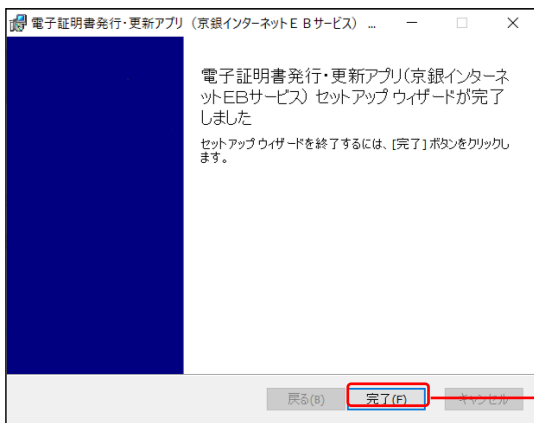 電子証明書発行・更新アプリ (京銀インターネットEBサービス) ...
電子証明書発行・更新アプリ(京銀インターネ
ットEBサービス) セットアップ ウィザードが完了
しました
セットアップ ウィザードを終了するには、[完了] ボタンをクリックし
ます。
戻る(B) 完了(F) キャンセル